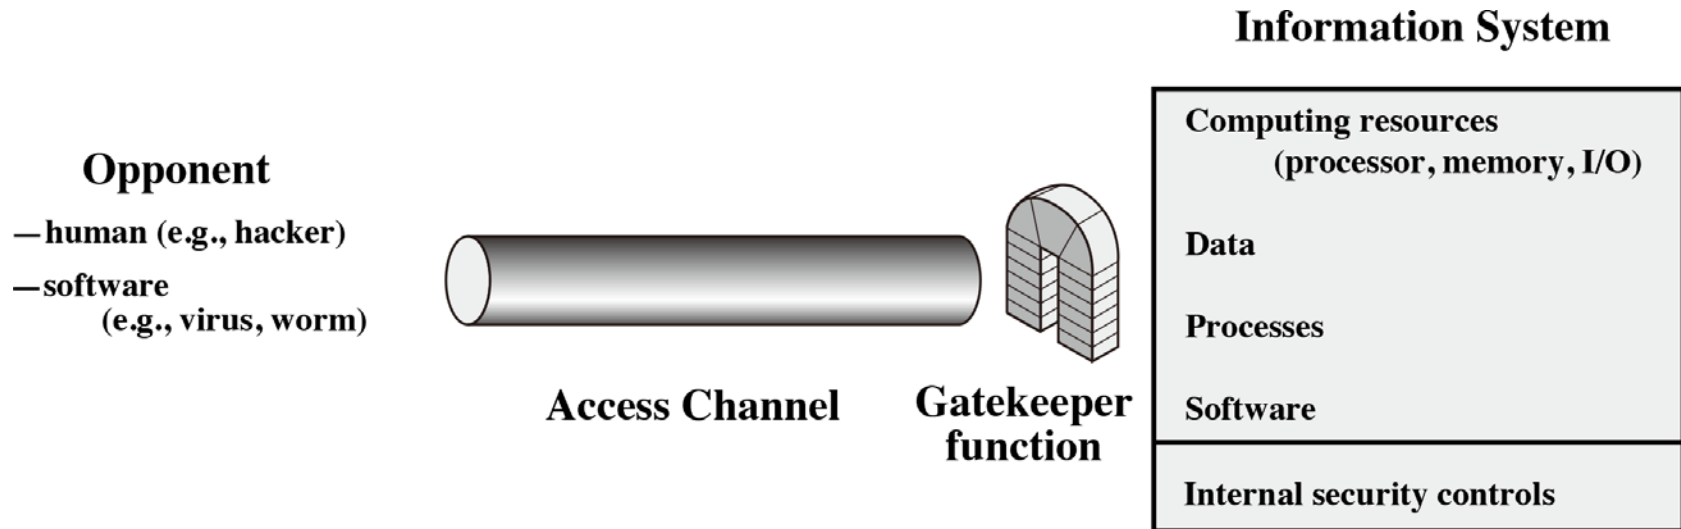 Information System
Opponent
—human (e.g., hacker)
—software
(e.g., virus, worm)
Access Channel
Gatekeeper
function
Computing resources
(processor, memory, I/O)
Data
Processes
Software
Internal security controls